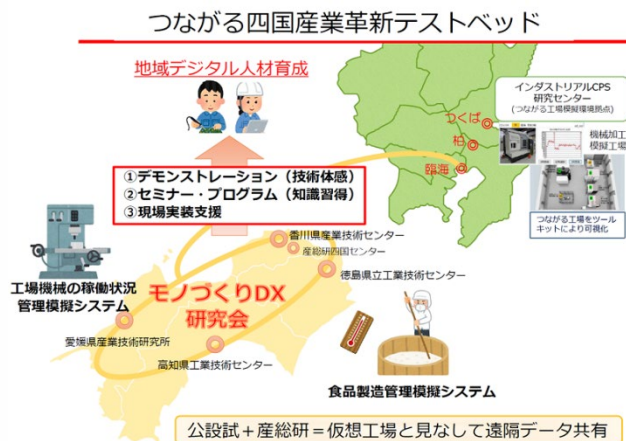 つながる四国産業革新テストベッド
地域デジタル人材育成
①デモンストレーション（技術体感）
②セミナー・プログラム（知識習得）
③現場実装支援
インダストリアルCPS
研究センター
(つながる工場模擬環境拠点)
つくば
柏
臨海
機械加工
模擬工場
つながる工場をツール
キットにより可視化
香川県産業技術センター
産総研四国センター
徳島県立工業技術センター
工場機械の稼働状況
管理模擬システム
モノづくりDX
研究会
愛媛県産業技術研究所
高知県工業技術センター
食品製造管理模擬システム
公設試＋産総研＝仮想工場と見なして遠隔データ共有